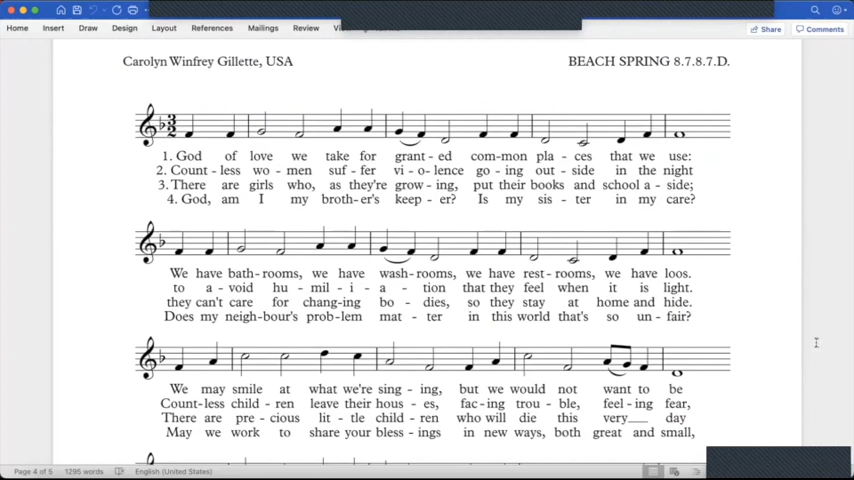 Home Insert Draw Design Layout References Mailings Review
Share Comments
Carolyn Winfrey Gillette, USA BEACH SPRING 8.7.8.7.D.
3
2
1. God of love we take for grant - ed com-mon pla - ces that we use:
2. Count - less wo - men suf - fer vi - o - lence go - ing out - side in the night
3. There are girls who, as they're grow - ing, put their books and school a - side;
4. God, am I my broth-er's keep - er? Is my sis - ter in my care?
We have bath-rooms, we have wash-rooms, we have rest-rooms, we have loos.
to a - void hu - mil - i - a - tion that they feel when it is light.
they can't care for chang-ing bo - dies, so they stay at home and hide.
Does my neigh-bour's prob-lem mat - ter in this world that's so un - fair?
We may smile at what we're sing - ing, but we would not want to be
Count-less child - ren leave their hous - es, fac-ing trou - ble, feel - ing fear,
There are pre - cious lit - tle child - ren who will die this very___ day
May we work to share your bless - ings in new ways, both great and small,
Page 4 of 5 1295 words English (United States)